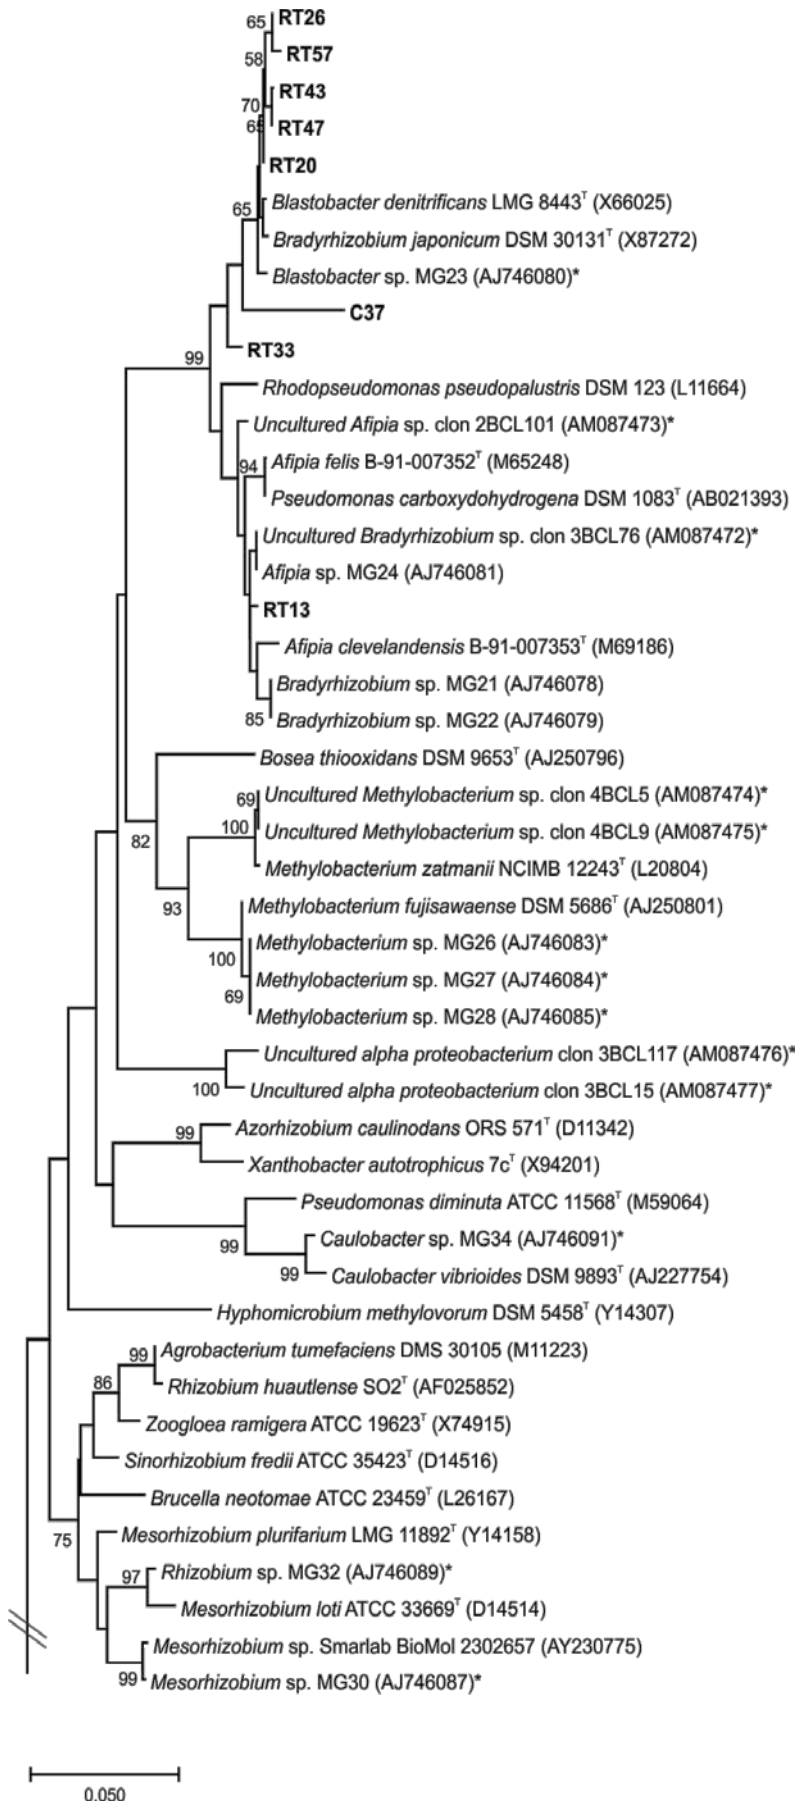 65
RT26
RT57
58
RT43
70
65
RT47
RT20
Blastobacter denitrificans LMG 8443ᵀ (X66025)
65
Bradyrhizobium japonicum DSM 30131ᵀ (X87272)
Blastobacter sp. MG23 (AJ746080)*
C37
RT33
99
Rhodopseudomonas pseudopalustris DSM 123 (L11664)
Uncultured Afipia sp. clon 2BCL101 (AM087473)*
94
Afipia felis B-91-007352ᵀ (M65248)
Pseudomonas carboxydohydrogena DSM 1083ᵀ (AB021393)
Uncultured Bradyrhizobium sp. clon 3BCL76 (AM087472)*
Afipia sp. MG24 (AJ746081)
RT13
Afipia clevelandensis B-91-007353ᵀ (M69186)
Bradyrhizobium sp. MG21 (AJ746078)
85
Bradyrhizobium sp. MG22 (AJ746079)
Bosea thiooxidans DSM 9653ᵀ (AJ250796)
69
Uncultured Methylobacterium sp. clon 4BCL5 (AM087474)*
100
Uncultured Methylobacterium sp. clon 4BCL9 (AM087475)*
82
Methylobacterium zatmanii NCIMB 12243ᵀ (L20804)
93
Methylobacterium fujisawaense DSM 5686ᵀ (AJ250801)
Methylobacterium sp. MG26 (AJ746083)*
100
Methylobacterium sp. MG27 (AJ746084)*
69
Methylobacterium sp. MG28 (AJ746085)*
Uncultured alpha proteobacterium clon 3BCL117 (AM087476)*
100
Uncultured alpha proteobacterium clon 3BCL15 (AM087477)*
99
Azorhizobium caulinodans ORS 571ᵀ (D11342)
Xanthobacter autotrophicus 7cᵀ (X94201)
Pseudomonas diminuta ATCC 11568ᵀ (M59064)
99
Caulobacter sp. MG34 (AJ746091)*
99
Caulobacter vibrioides DSM 9893ᵀ (AJ227754)
Hyphomicrobium methylovorum DSM 5458ᵀ (Y14307)
99
Agrobacterium tumefaciens DMS 30105 (M11223)
86
Rhizobium huautlense SO2ᵀ (AF025852)
Zoogloea ramigera ATCC 19623ᵀ (X74915)
Sinorhizobium fredii ATCC 35423ᵀ (D14516)
Brucella neotomae ATCC 23459ᵀ (L26167)
75
Mesorhizobium plurifarium LMG 11892ᵀ (Y14158)
97
Rhizobium sp. MG32 (AJ746089)*
Mesorhizobium loti ATCC 33669ᵀ (D14514)
Mesorhizobium sp. Smarlab BioMol 2302657 (AY230775)
99
Mesorhizobium sp. MG30 (AJ746087)*
0.050